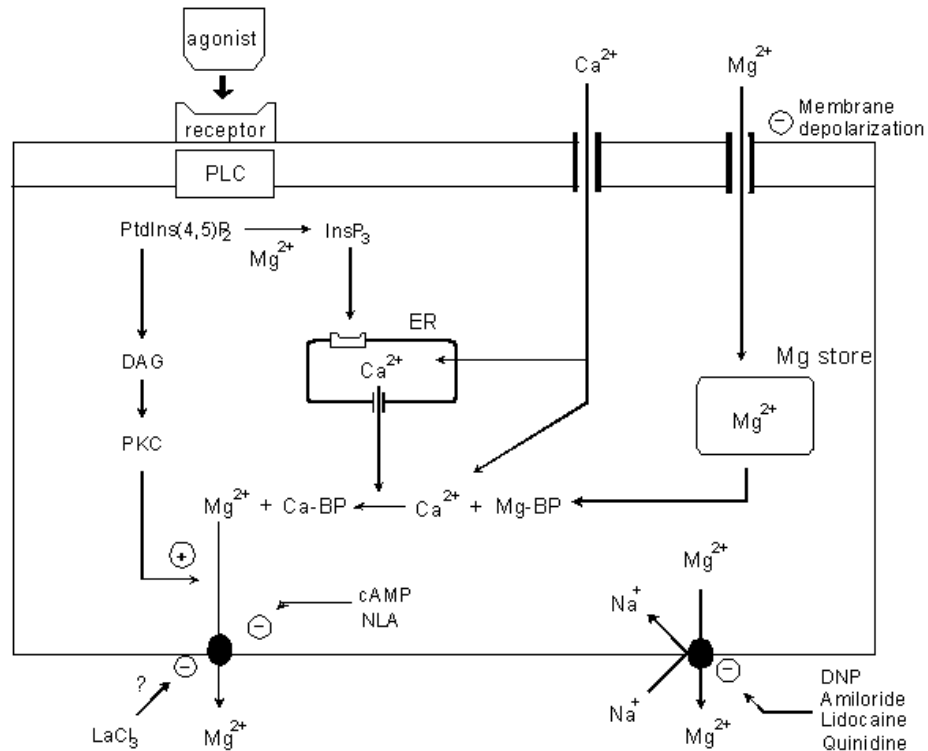 agonist
Ca²⁺
Mg²⁺
receptor
− Membrane
depolarization
PLC
PtdIns(4,5)P₂
Mg²⁺
InsP₃
ER
DAG
Ca²⁺
Mg store
Mg²⁺
PKC
Mg²⁺ + Ca-BP
Ca²⁺ + Mg-BP
+
Mg²⁺
cAMP
NLA
−
Na⁺
−
−
?
DNP
Amiloride
Lidocaine
Quinidine
LaCl₃
Mg²⁺
Na⁺
Mg²⁺